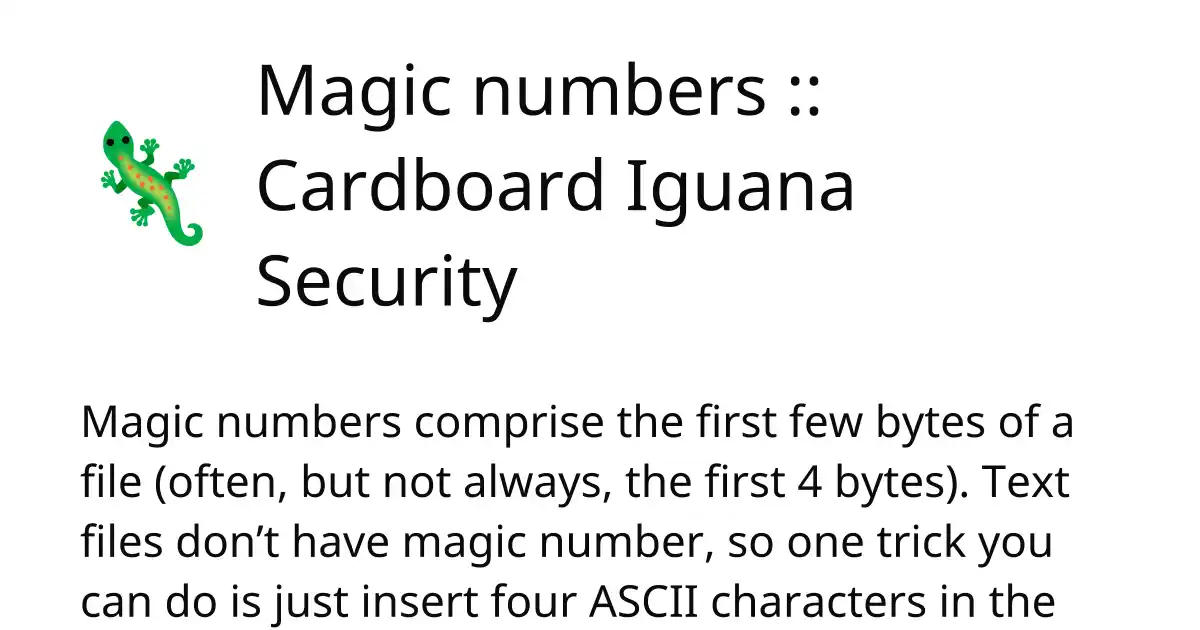 Magic numbers ::
Cardboard Iguana
Security
Magic numbers comprise the first few bytes of a
file (often, but not always, the first 4 bytes). Text
files don’t have magic number, so one trick you
can do is just insert four ASCII characters in the